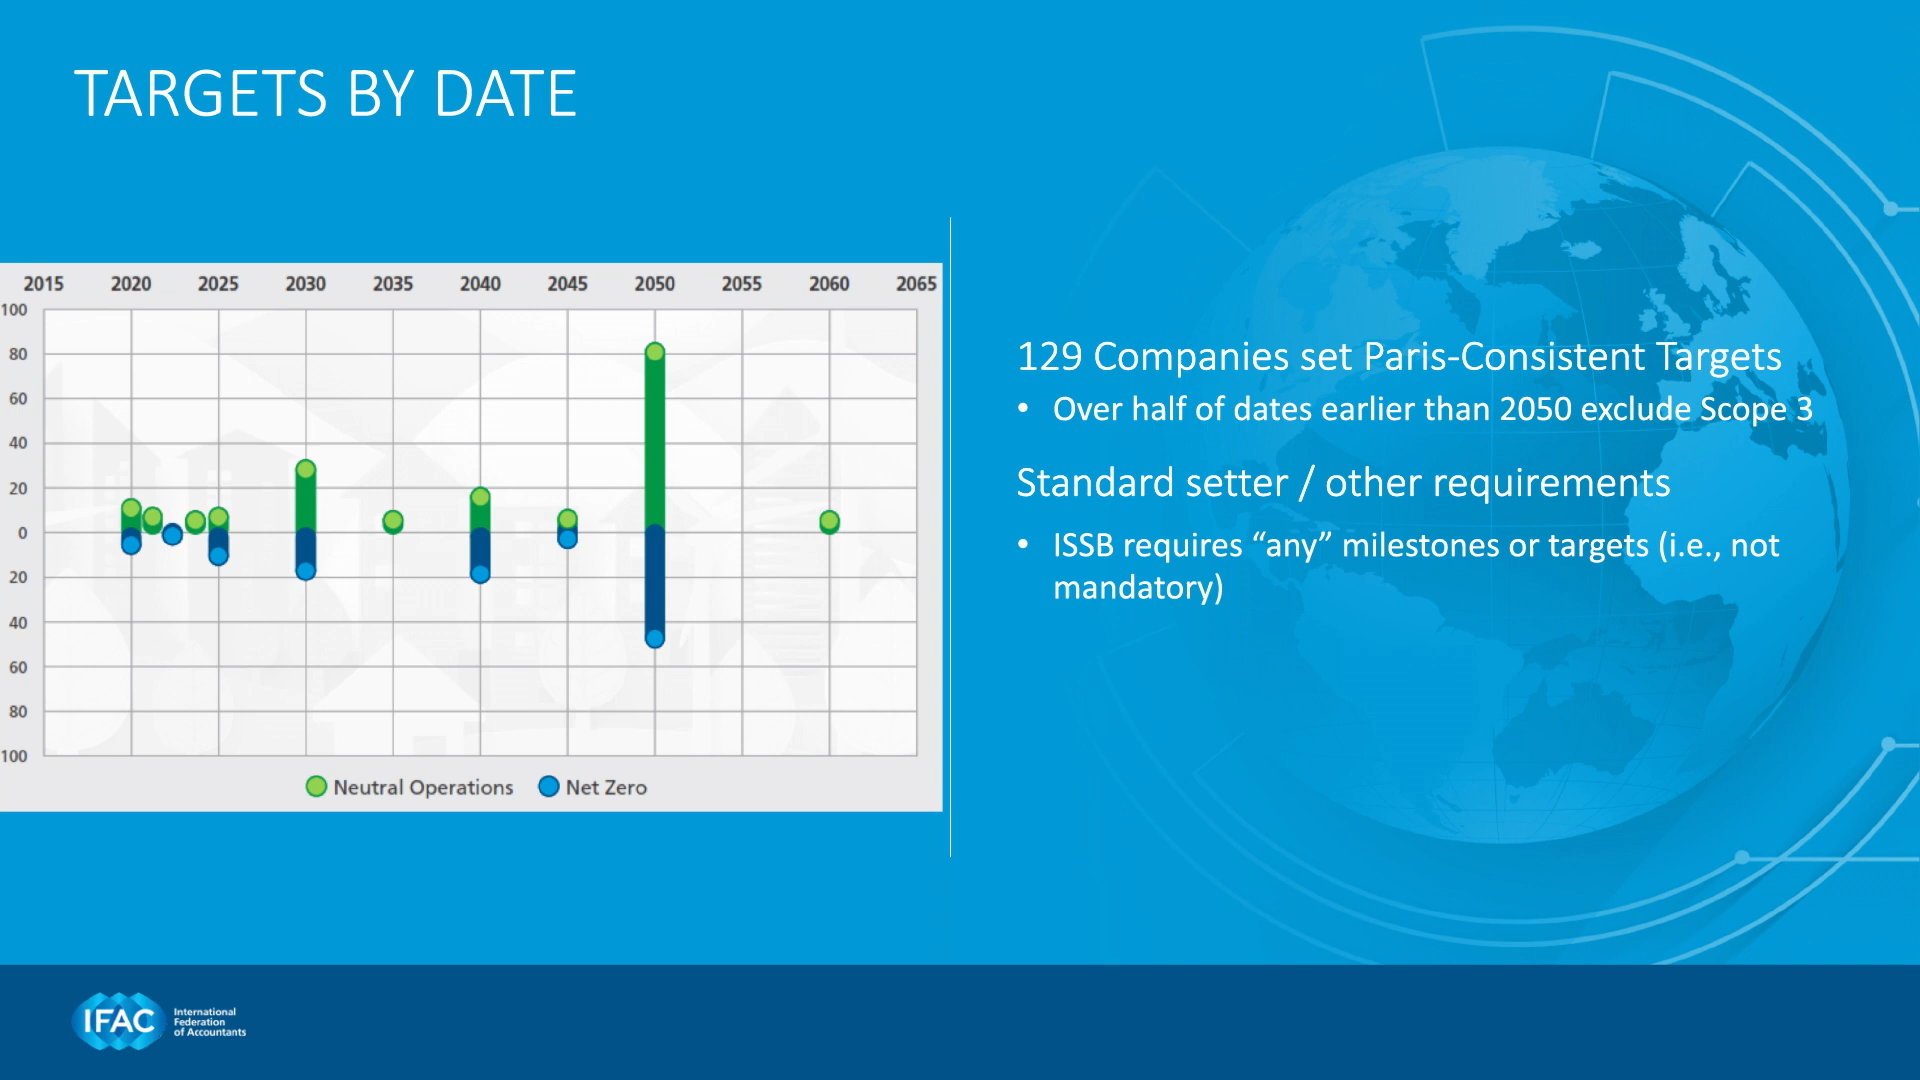 TARGETS BY DATE
2015 2020 2025 2030 2035 2040 2045 2050 2055 2060 2065
100
80
60
40
20
0
20
40
60
80
100
Neutral Operations Net Zero
129 Companies set Paris-Consistent Targets
• Over half of dates earlier than 2050 exclude Scope 3
Standard setter / other requirements
• ISSB requires “any” milestones or targets (i.e., not
mandatory)
IFAC
International
Federation
of Accountants